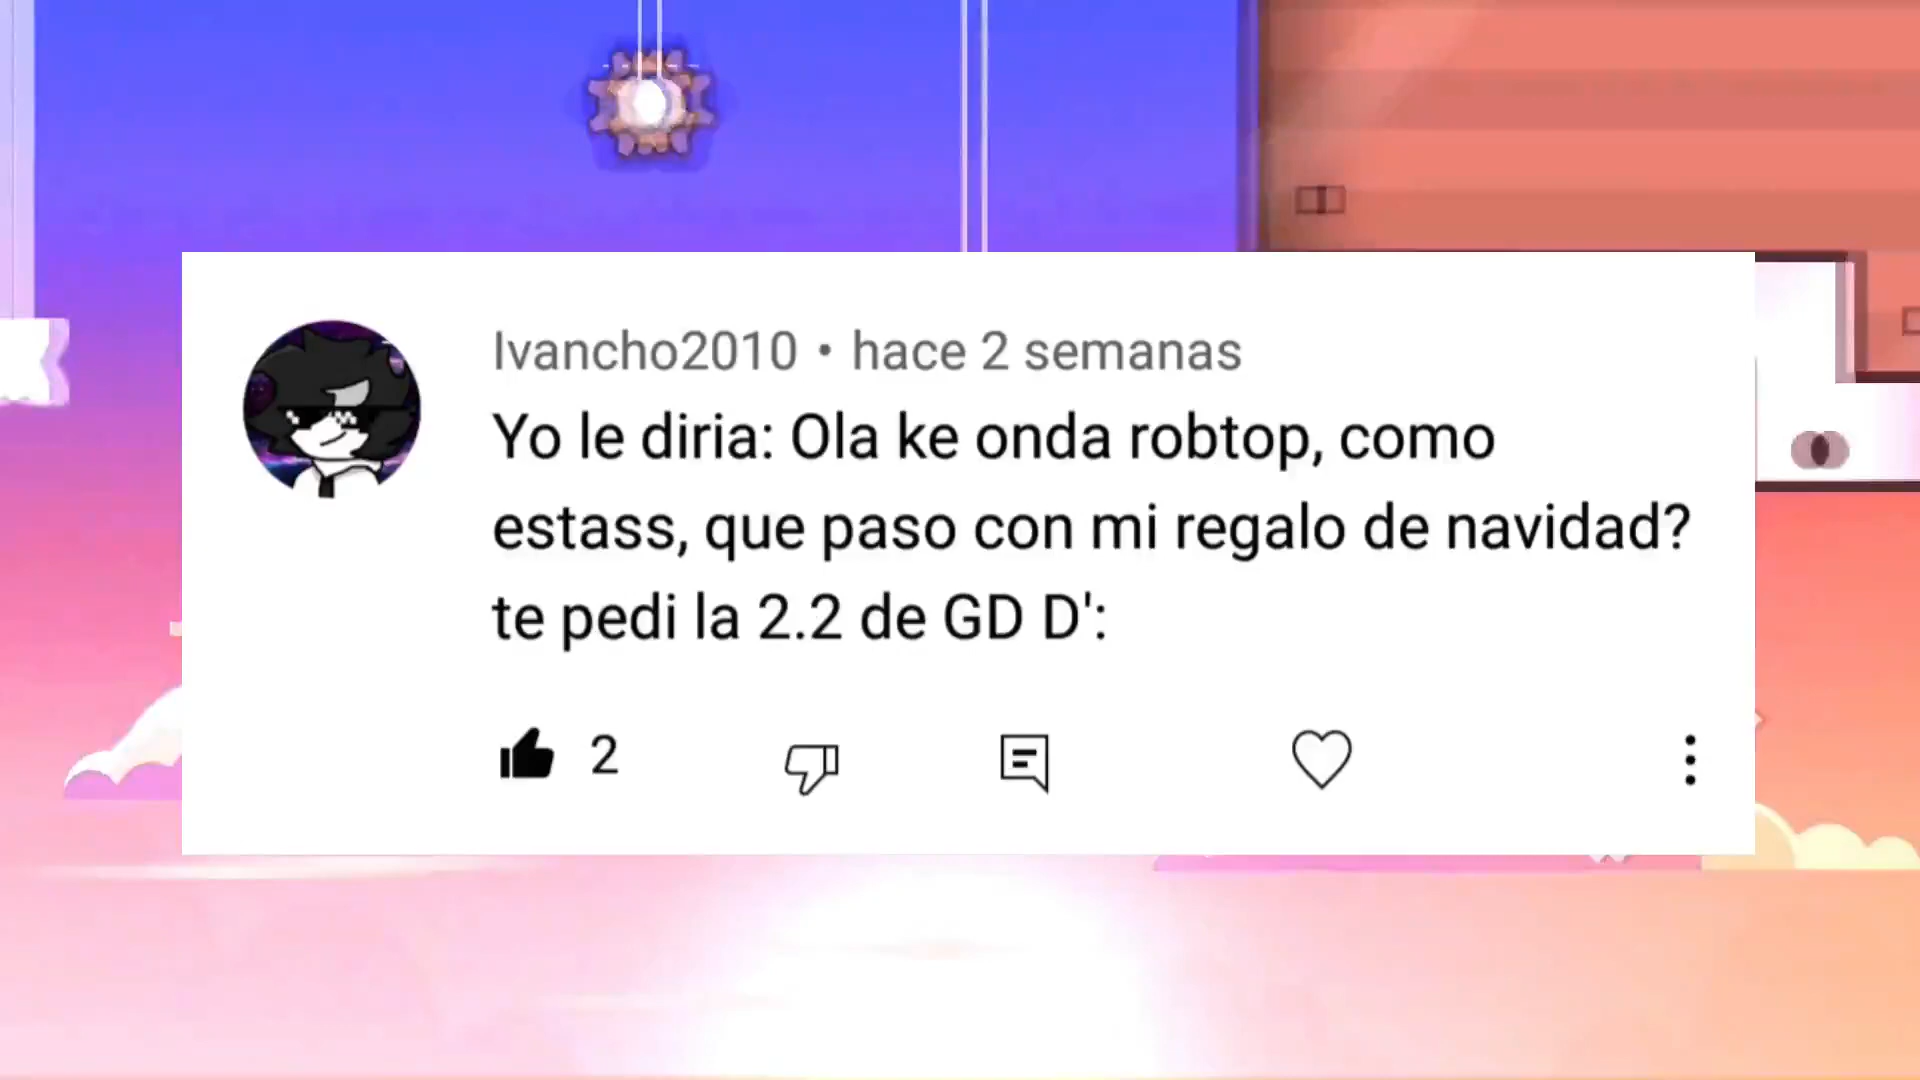 Ivancho2010 • hace 2 semanas
Yo le diria: Ola ke onda robtop, como
estass, que paso con mi regalo de navidad?
te pedi la 2.2 de GD D':
2